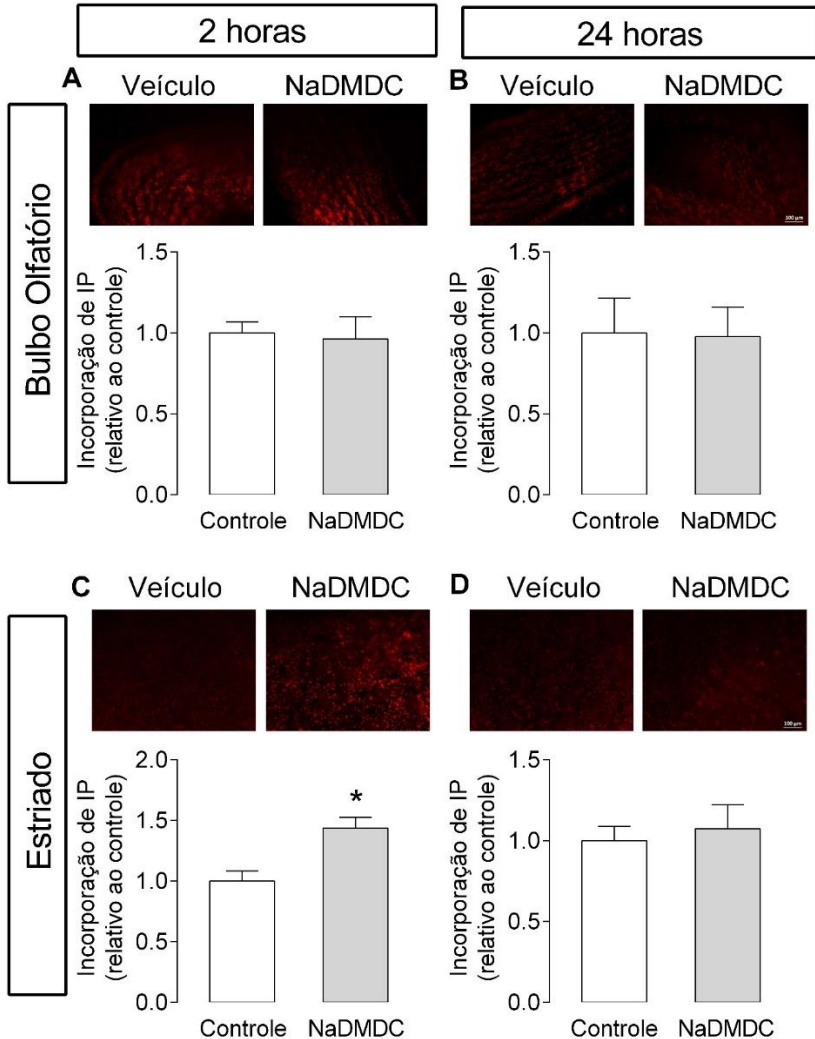 2 horas
24 horas
A
Veículo
NaDMDC
B
Veículo
NaDMDC
Bulbo Olfatório
100 µm
Incorporação de IP
(relativo ao controle)
1.5
1.0
0.5
0.0
Controle
NaDMDC
Incorporação de IP
(relativo ao controle)
1.5
1.0
0.5
0.0
Controle
NaDMDC
C
Veículo
NaDMDC
D
Veículo
NaDMDC
Estriado
100 µm
Incorporação de IP
(relativo ao controle)
2.0
1.5
1.0
0.5
0.0
*
Controle
NaDMDC
Incorporação de IP
(relativo ao controle)
1.5
1.0
0.5
0.0
Controle
NaDMDC